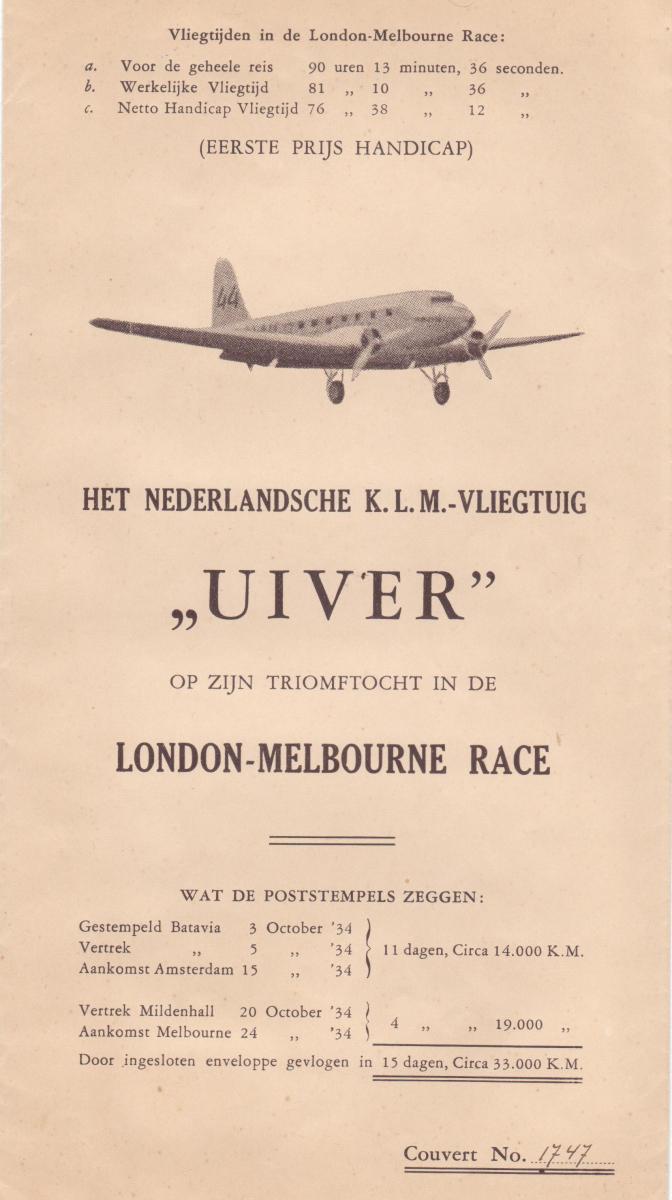 Vliegtijden in de London-Melbourne Race:
a. Voor de geheele reis 90 uren 13 minuten, 36 seconden.
b. Werkelijke Vliegtijd 81 ,, 10 ,, 36 ,,
c. Netto Handicap Vliegtijd 76 ,, 38 ,, 12 ,,
(EERSTE PRIJS HANDICAP)
44
HET NEDERLANDSCHE K.L.M.-VLIEGTUIG
„UIVER”
OP ZIJN TRIOMFTOCHT IN DE
LONDON-MELBOURNE RACE
WAT DE POSTSTEMPELS ZEGGEN:
Gestempeld Batavia 3 October '34
Vertrek ,, 5 ,, '34 11 dagen, Circa 14.000 K.M.
Aankomst Amsterdam 15 ,, '34
Vertrek Mildenhall 20 October '34
4 ,, ,, 19.000 ,,
Aankomst Melbourne 24 ,, '34
Door ingesloten enveloppe gevlogen in 15 dagen, Circa 33.000 K.M.
Couvert No. 1747